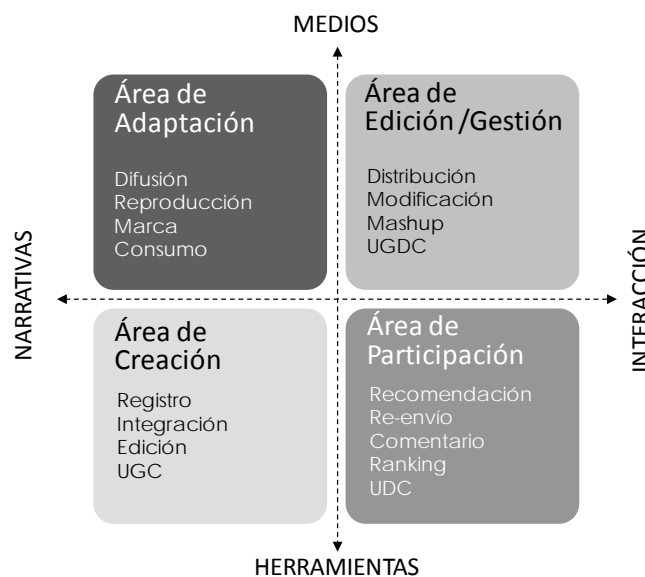 MEDIOS
Área de
Adaptación
Difusión
Reproducción
Marca
Consumo
Área de
Edición /Gestión
Distribución
Modificación
Mashup
UGDC
NARRATIVAS
INTERACCIÓN
Área de
Creación
Registro
Integración
Edición
UGC
Área de
Participación
Recomendación
Re-envío
Comentario
Ranking
UDC
HERRAMIENTAS